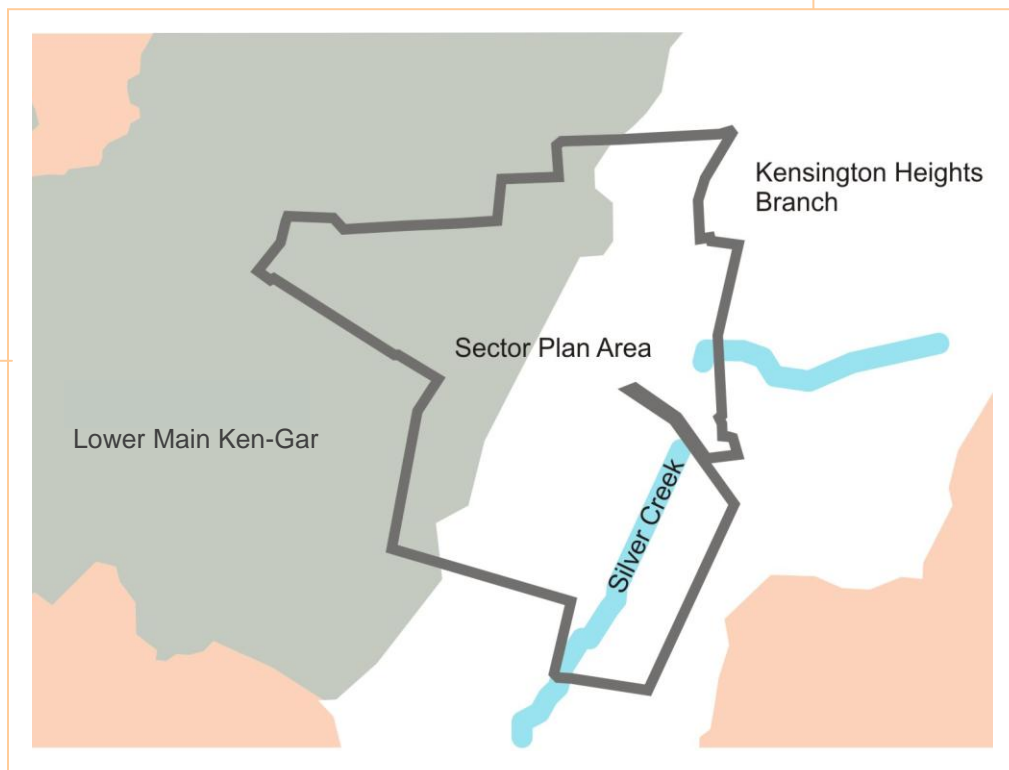 Kensington Heights
Branch
Sector Plan Area
Lower Main Ken-Gar
Silver Creek